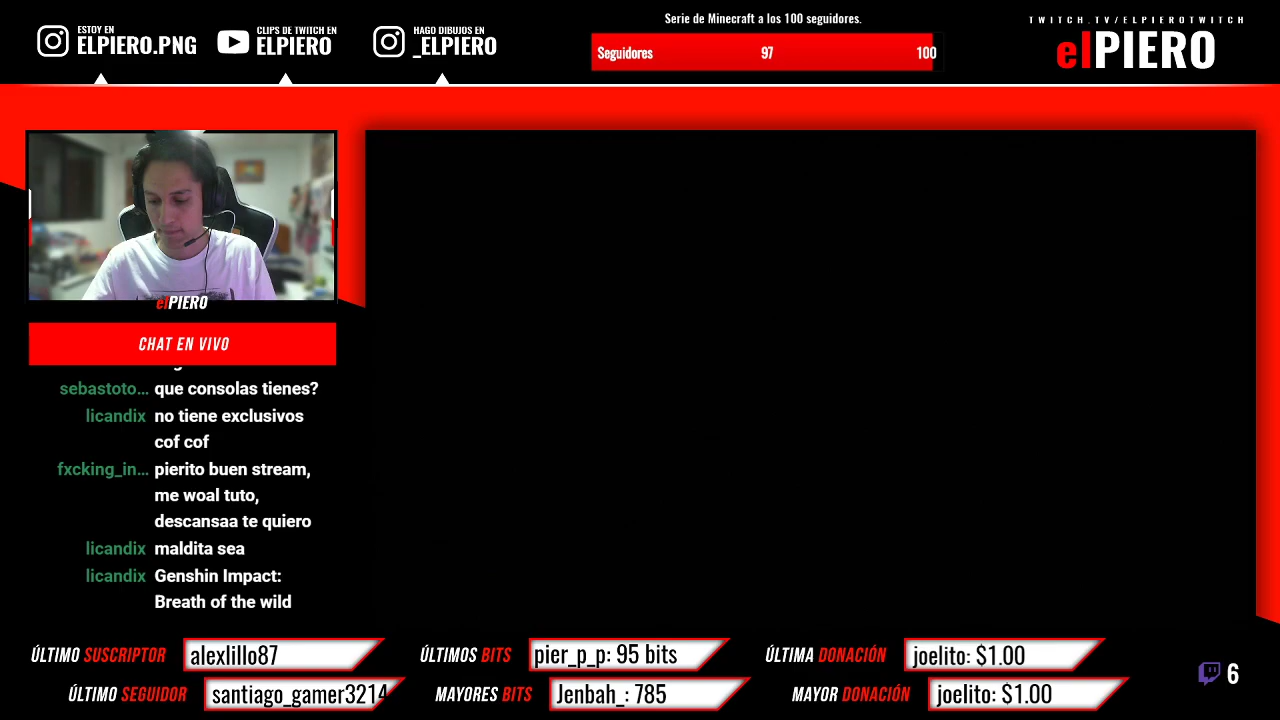 ESTOY EN
ELPIERO.PNG
CLIPS DE TWITCH EN
ELPIERO
HAGO DIBUJOS EN
_ELPIERO
Serie de Minecraft a los 100 seguidores.
Seguidores 97 100
TWITCH.TV/ELPIEROTWITCH
elPIERO
elPIERO
CHAT EN VIVO
sebastoto... que consolas tienes?
licandix no tiene exclusivos
cof cof
fxcking_in... pierito buen stream,
me woal tuto,
descansaa te quiero
licandix maldita sea
licandix Genshin Impact:
Breath of the wild
ÚLTIMO SUSCRIPTOR alexlillo87
ÚLTIMOS BITS pier_p_p: 95 bits
ÚLTIMA DONACIÓN joelito: $1.00
ÚLTIMO SEGUIDOR santiago_gamer3214
MAYORES BITS Jenbah_: 785
MAYOR DONACIÓN joelito: $1.00
6